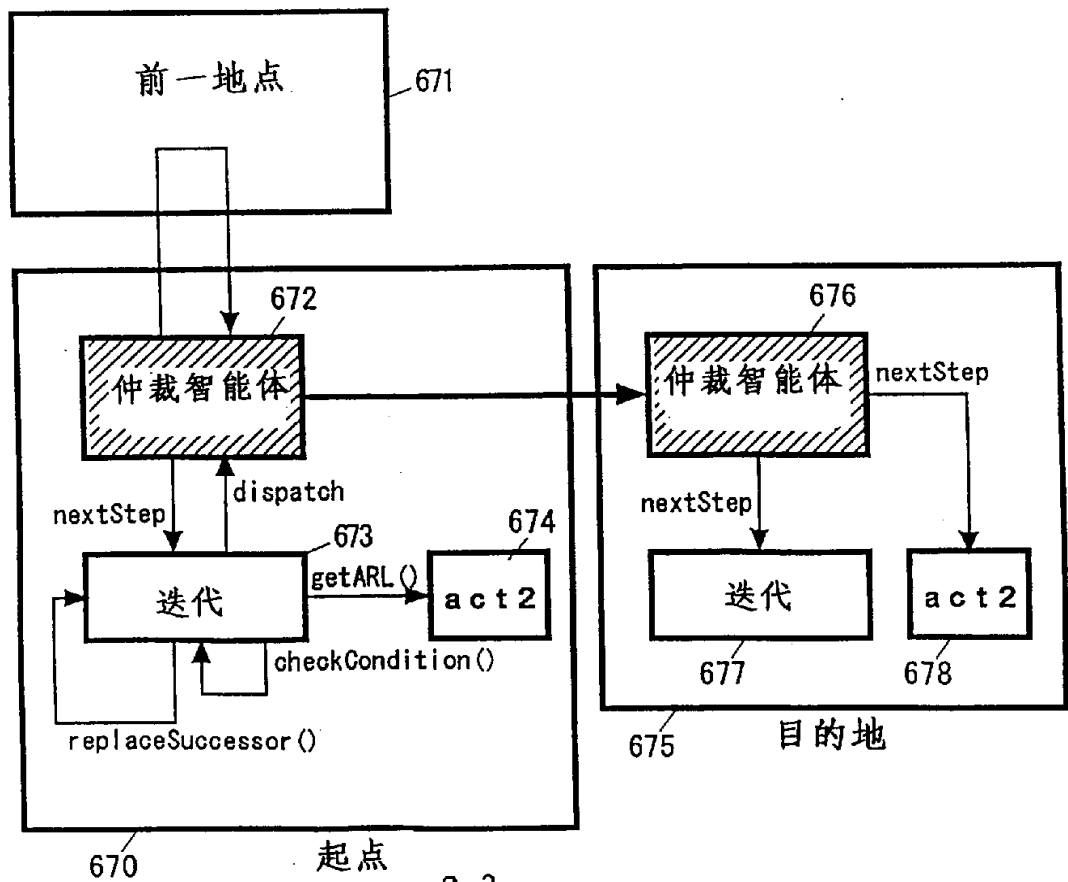 前一地点
671
672
仲裁智能体
nextStep
dispatch
673
迭代
getARL()
674
act2
checkCondition()
replaceSuccessor()
670
起点
676
仲裁智能体
nextStep
nextStep
迭代
677
act2
678
675
目的地